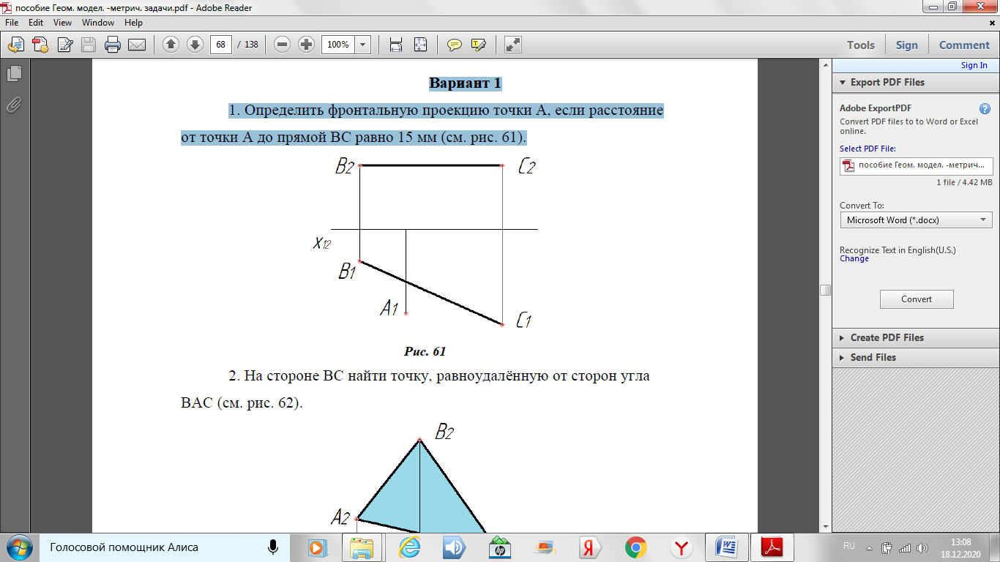 пособие Геом. модел. -метрич. задачи.pdf - Adobe Reader
File Edit View Window Help
68 / 138 100% Tools Sign Comment
Sign In
Export PDF Files
Adobe ExportPDF
Convert PDF files to to Word or Excel
online.
Select PDF File:
пособие Геом. модел. -метрич...
1 file / 4.42 MB
Convert To:
Microsoft Word (*.docx)
Recognize Text in English(U.S.)
Change
Convert
Create PDF Files
Send Files
Вариант 1
1. Определить фронтальную проекцию точки А, если расстояние
от точки А до прямой ВС равно 15 мм (см. рис. 61).
B2 C2
X12
B1
A1
C1
Рис. 61
2. На стороне ВС найти точку, равноудалённую от сторон угла
ВАС (см. рис. 62).
B2
A2
Голосовой помощник Алиса
RU
13:08
18.12.2020